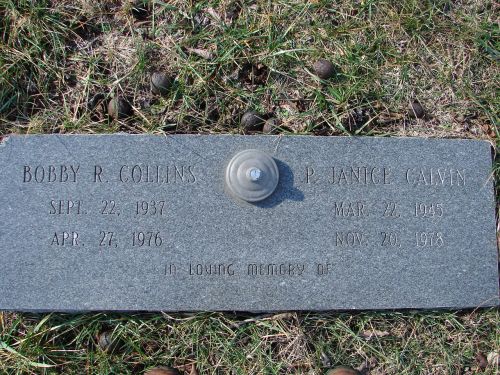 BOBBY R. COLLINS P. JANICE CALVIN
SEPT. 22, 1937 MAR. 22, 1945
APR. 27, 1976 NOV. 20, 1978
IN LOVING MEMORY OF